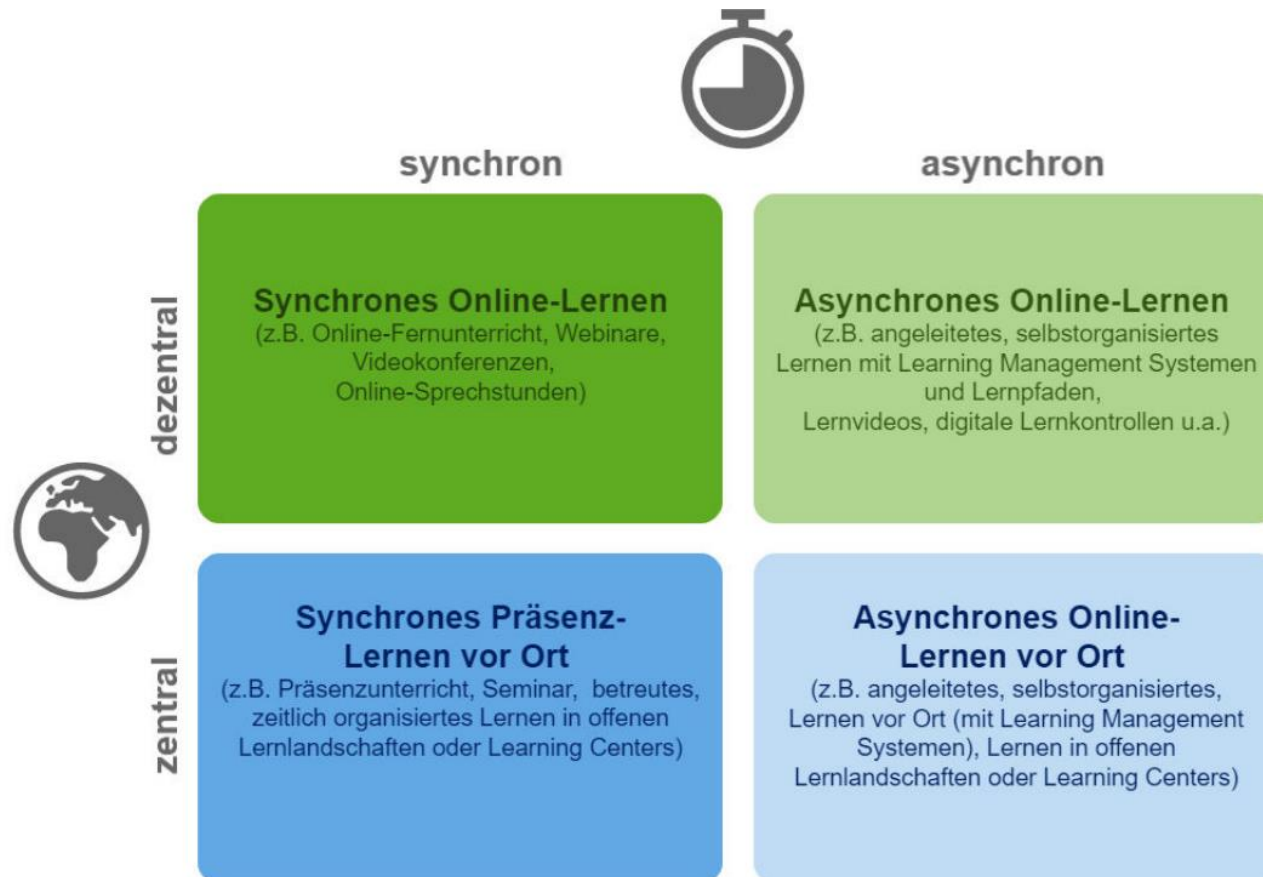 synchron
asynchron
dezentral
Synchrones Online-Lernen
(z.B. Online-Fernunterricht, Webinare,
Videokonferenzen,
Online-Sprechstunden)
Asynchrones Online-Lernen
(z.B. angeleitetes, selbstorganisiertes
Lernen mit Learning Management Systemen
und Lernpfaden,
Lernvideos, digitale Lernkontrollen u.a.)
zentral
Synchrones Präsenz-
Lernen vor Ort
(z.B. Präsenzunterricht, Seminar, betreutes,
zeitlich organisiertes Lernen in offenen
Lernlandschaften oder Learning Centers)
Asynchrones Online-
Lernen vor Ort
(z.B. angeleitetes, selbstorganisiertes,
Lernen vor Ort (mit Learning Management
Systemen), Lernen in offenen
Lernlandschaften oder Learning Centers)